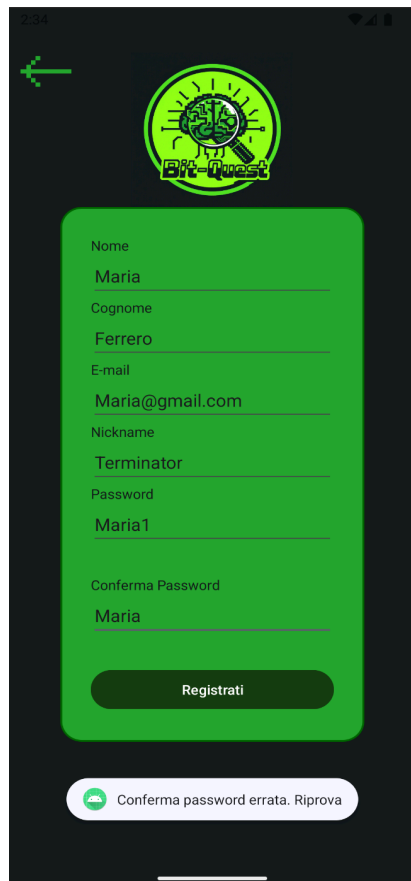 2:34
Bit-Quest
Nome
Maria
Cognome
Ferrero
E-mail
Maria@gmail.com
Nickname
Terminator
Password
Maria1
Conferma Password
Maria
Registrati
Conferma password errata. Riprova